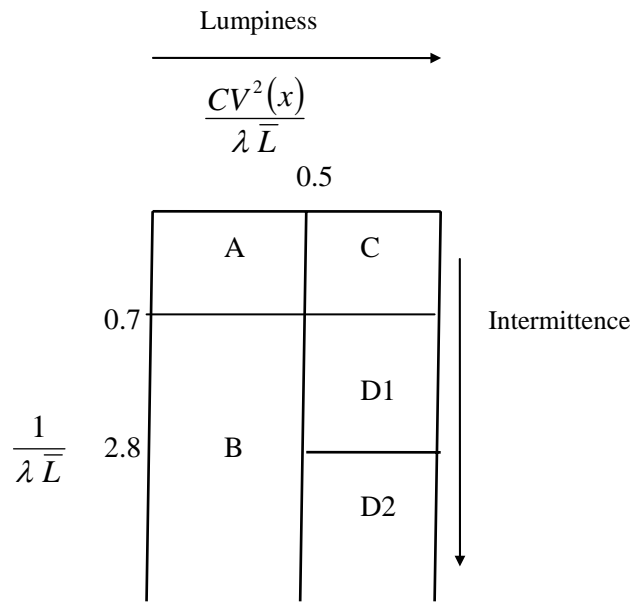 Lumpiness
CV²(x)
λ L̅
0.5
A C
0.7
Intermittence
D1
1
λ L̅
2.8
B
D2